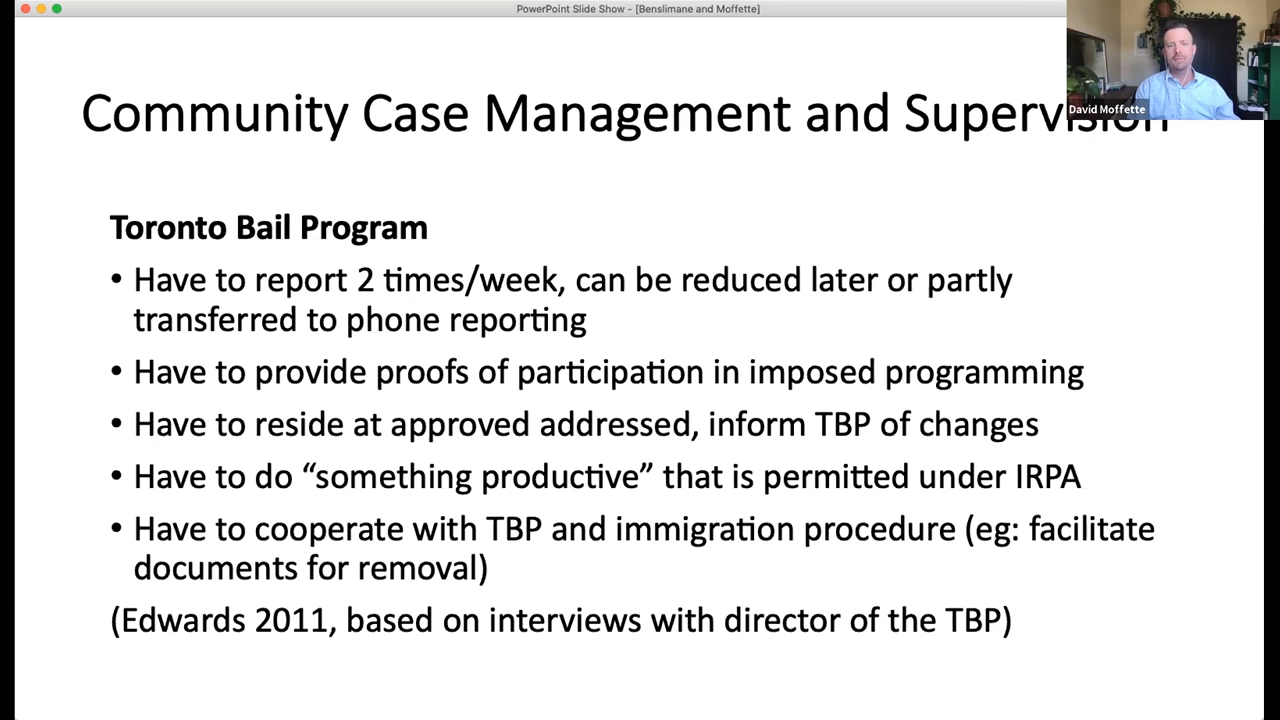 PowerPoint Slide Show - [Benslimane and Moffette]
Community Case Management and Supervision
David Moffette
Toronto Bail Program
• Have to report 2 times/week, can be reduced later or partly
transferred to phone reporting
• Have to provide proofs of participation in imposed programming
• Have to reside at approved addressed, inform TBP of changes
• Have to do “something productive” that is permitted under IRPA
• Have to cooperate with TBP and immigration procedure (eg: facilitate
documents for removal)
(Edwards 2011, based on interviews with director of the TBP)